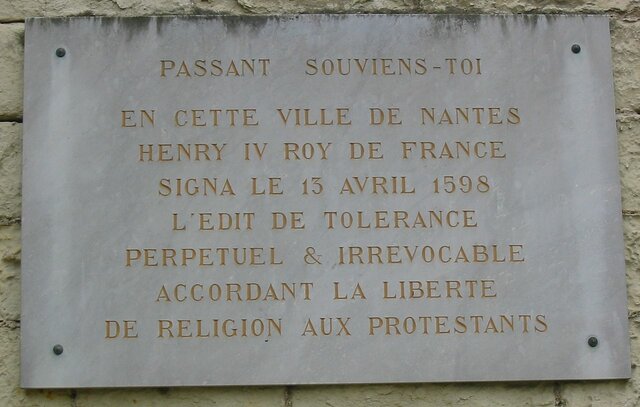 PASSANT SOUVIENS-TOI
EN CETTE VILLE DE NANTES
HENRY IV ROY DE FRANCE
SIGNA LE 13 AVRIL 1598
L'EDIT DE TOLERANCE
PERPETUEL & IRREVOCABLE
ACCORDANT LA LIBERTE
DE RELIGION AUX PROTESTANTS